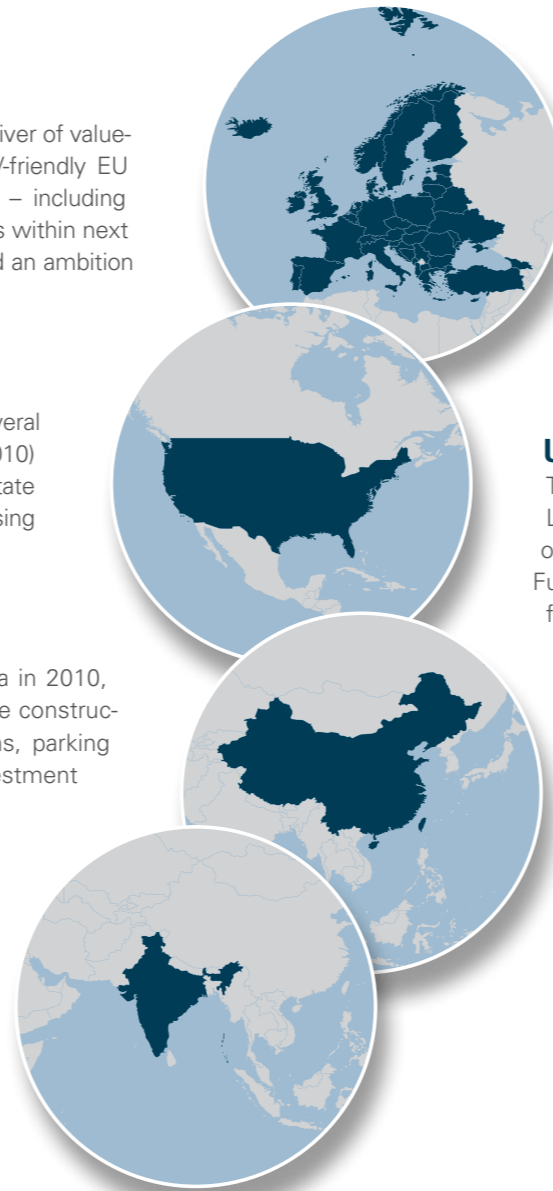 iver of value-
V-friendly EU
– including
s within next
d an ambition
veral
010)
tate
sing
U
T
L
o
Fu
f
a in 2010,
e construc-
ns, parking
estment